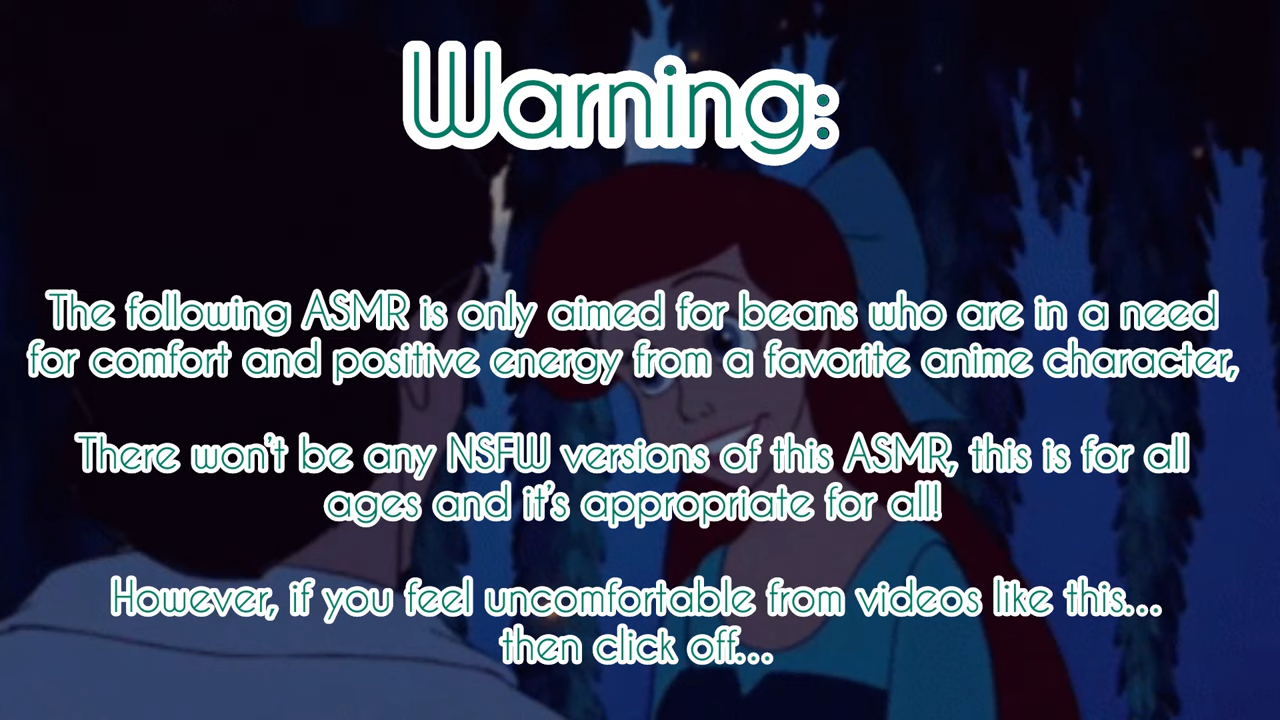 Warning:
The following ASMR is only aimed for beans who are in a need
for comfort and positive energy from a favorite anime character,
There won't be any NSFW versions of this ASMR, this is for all
ages and it's appropriate for all!
However, if you feel uncomfortable from videos like this...
then click off...